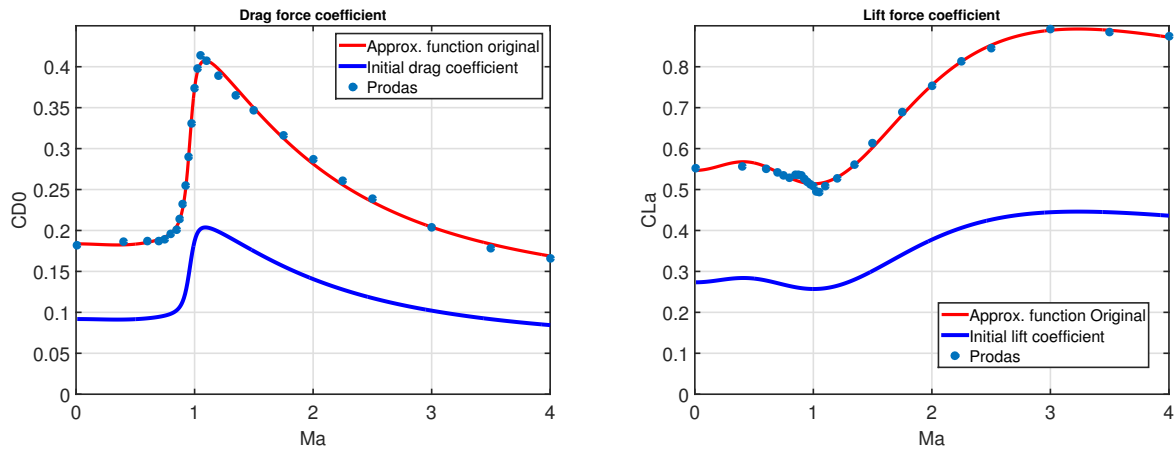 Drag force coefficient
0.4
0.35
0.3
0.25
0.2
0.15
0.1
0.05
0
CD0
Approx. function original
Initial drag coefficient
Prodas
0 1 2 3 4
Ma
Lift force coefficient
0.8
0.7
0.6
0.5
0.4
0.3
0.2
0.1
0
CLa
Approx. function Original
Initial lift coefficient
Prodas
0 1 2 3 4
Ma